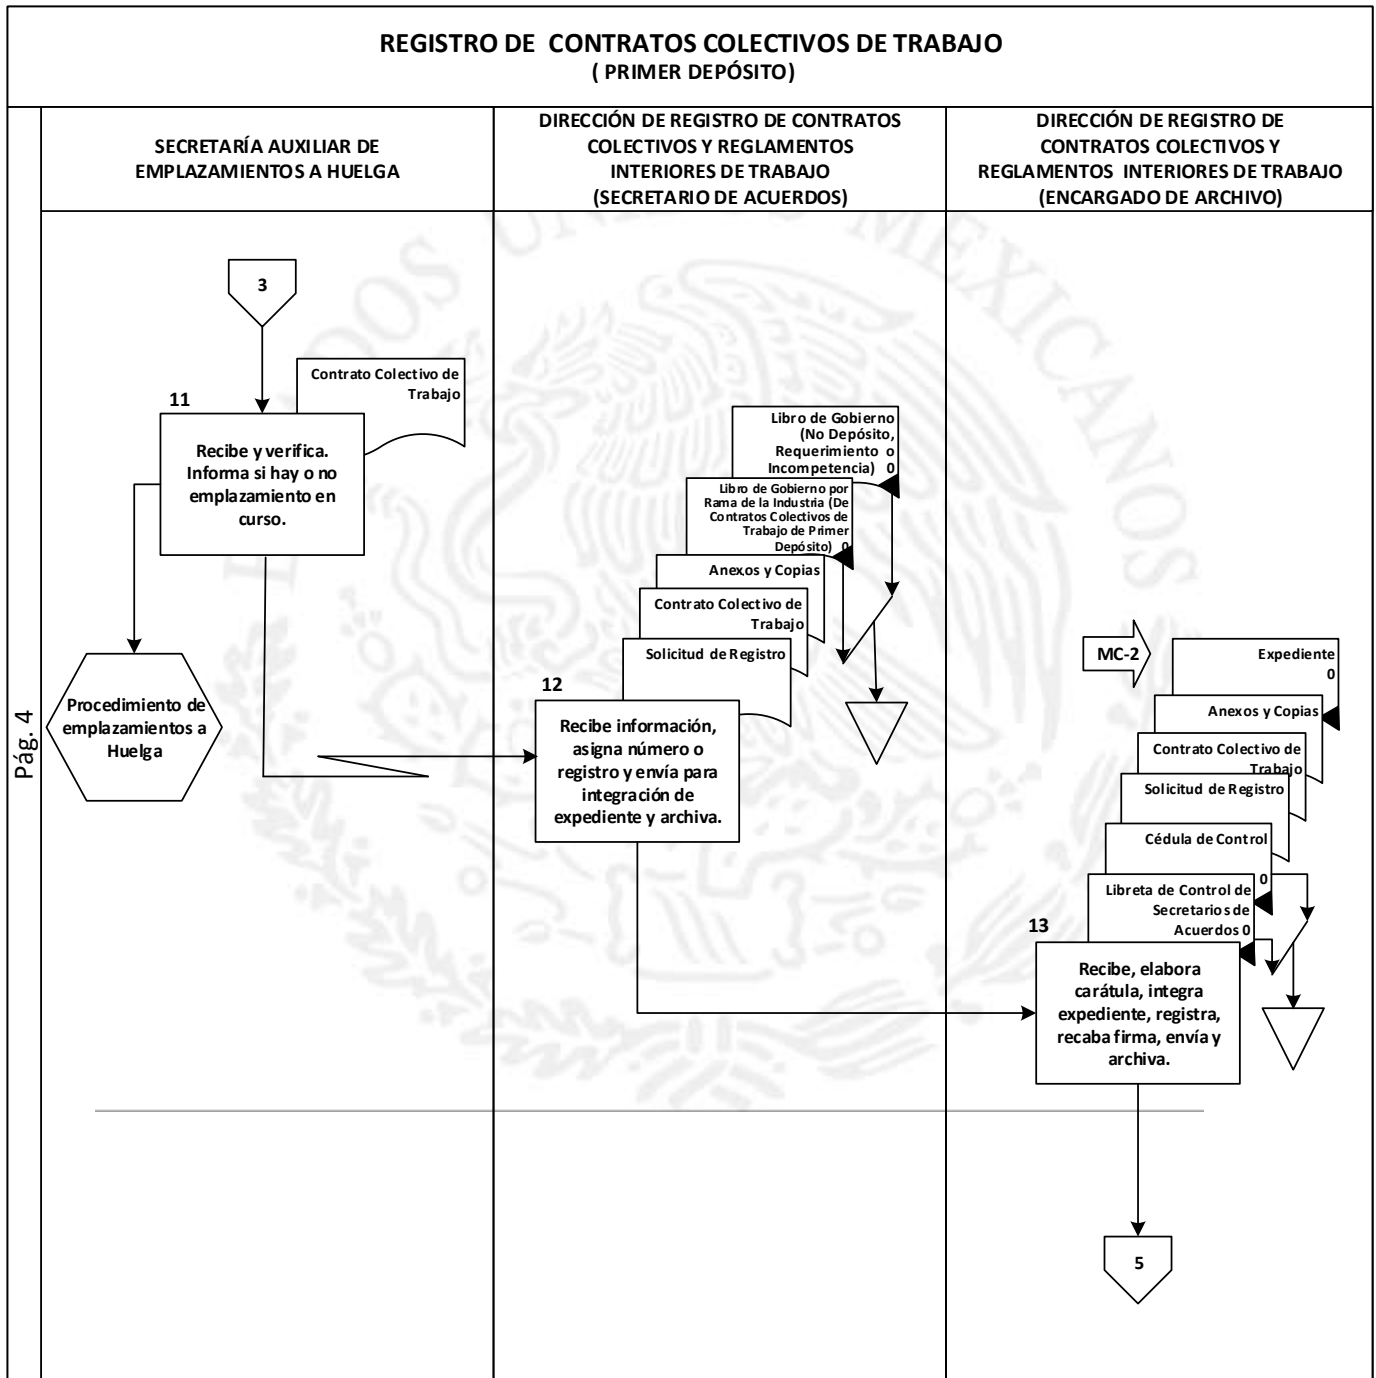 REGISTRO DE CONTRATOS COLECTIVOS DE TRABAJO
( PRIMER DEPÓSITO)
SECRETARÍA AUXILIAR DE
EMPLAZAMIENTOS A HUELGA
DIRECCIÓN DE REGISTRO DE CONTRATOS
COLECTIVOS Y REGLAMENTOS
INTERIORES DE TRABAJO
(SECRETARIO DE ACUERDOS)
DIRECCIÓN DE REGISTRO DE
CONTRATOS COLECTIVOS Y
REGLAMENTOS INTERIORES DE TRABAJO
(ENCARGADO DE ARCHIVO)
Pág. 4
ESTADOS UNIDOS MEXICANOS
3
Contrato Colectivo de
Trabajo
11
Recibe y verifica.
Informa si hay o no
emplazamiento en
curso.
Procedimiento de
emplazamientos a
Huelga
Libro de Gobierno
(No Depósito,
Requerimiento o
Incompetencia) 0
Libro de Gobierno por
Rama de la Industria (De
Contratos Colectivos de
Trabajo de Primer
Depósito) 0
Anexos y Copias
Contrato Colectivo de
Trabajo
Solicitud de Registro
12
Recibe información,
asigna número o
registro y envía para
integración de
expediente y archiva.
MC-2
Expediente
0
Anexos y Copias
Contrato Colectivo de
Trabajo
Solicitud de Registro
Cédula de Control
0
Libreta de Control de
Secretarios de
Acuerdos 0
13
Recibe, elabora
carátula, integra
expediente, registra,
recaba firma, envía y
archiva.
5